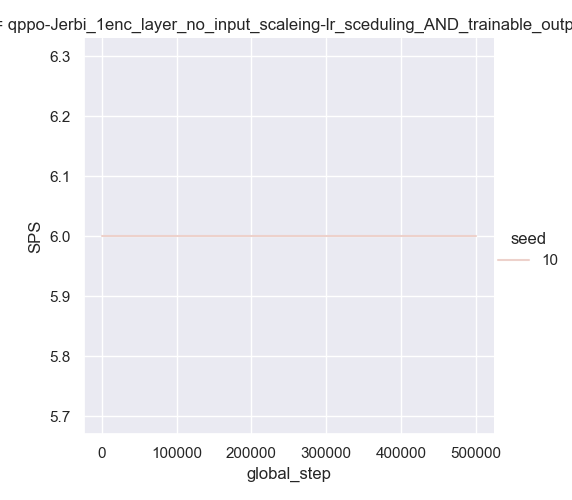 = qppo-Jerbi_1enc_layer_no_input_scaleing-lr_sceduling_AND_trainable_outp
6.3
6.2
6.1
6.0
5.9
5.8
5.7
SPS
seed
10
0 100000 200000 300000 400000 500000
global_step